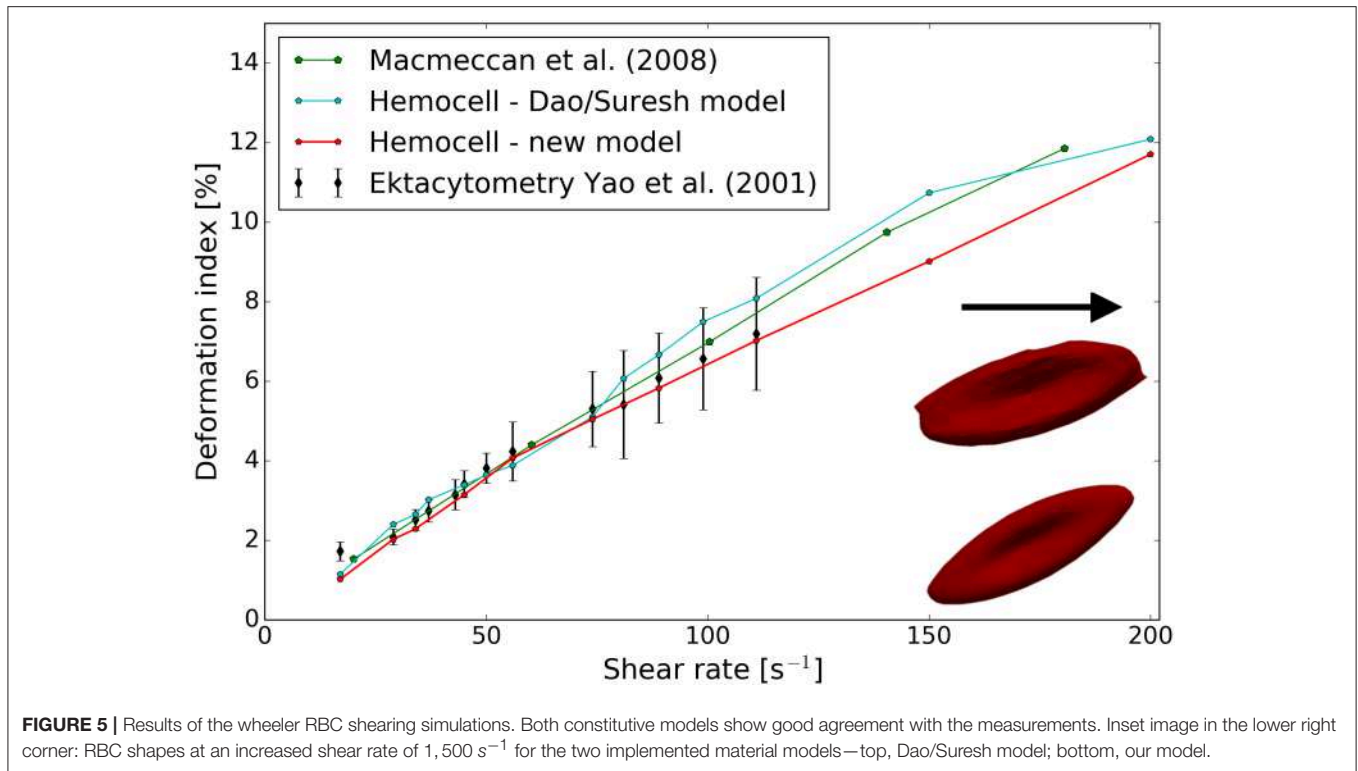 14
12
10
8
6
4
2
0
Deformation index [%]
Macmeccan et al. (2008)
Hemocell - Dao/Suresh model
Hemocell - new model
Ektacytometry Yao et al. (2001)
0 50 100 150 200
Shear rate [s⁻¹]
FIGURE 5 | Results of the wheeler RBC shearing simulations. Both constitutive models show good agreement with the measurements. Inset image in the lower right
corner: RBC shapes at an increased shear rate of 1, 500 s⁻¹ for the two implemented material models—top, Dao/Suresh model; bottom, our model.